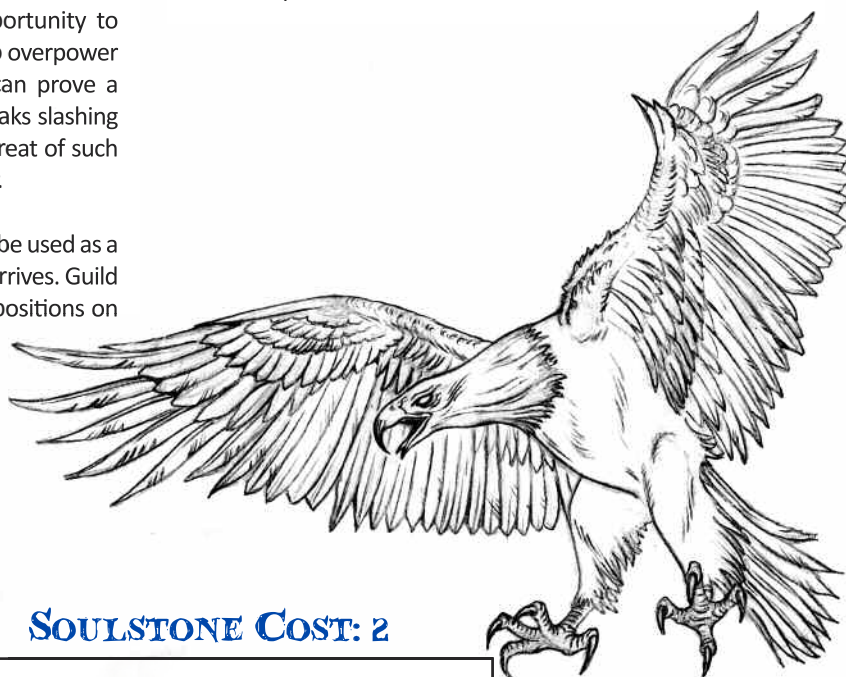 portunity to
overpower
can prove a
aks slashing
reat of such
be used as a
rrives. Guild
positions on
Soulstone Cost: 2